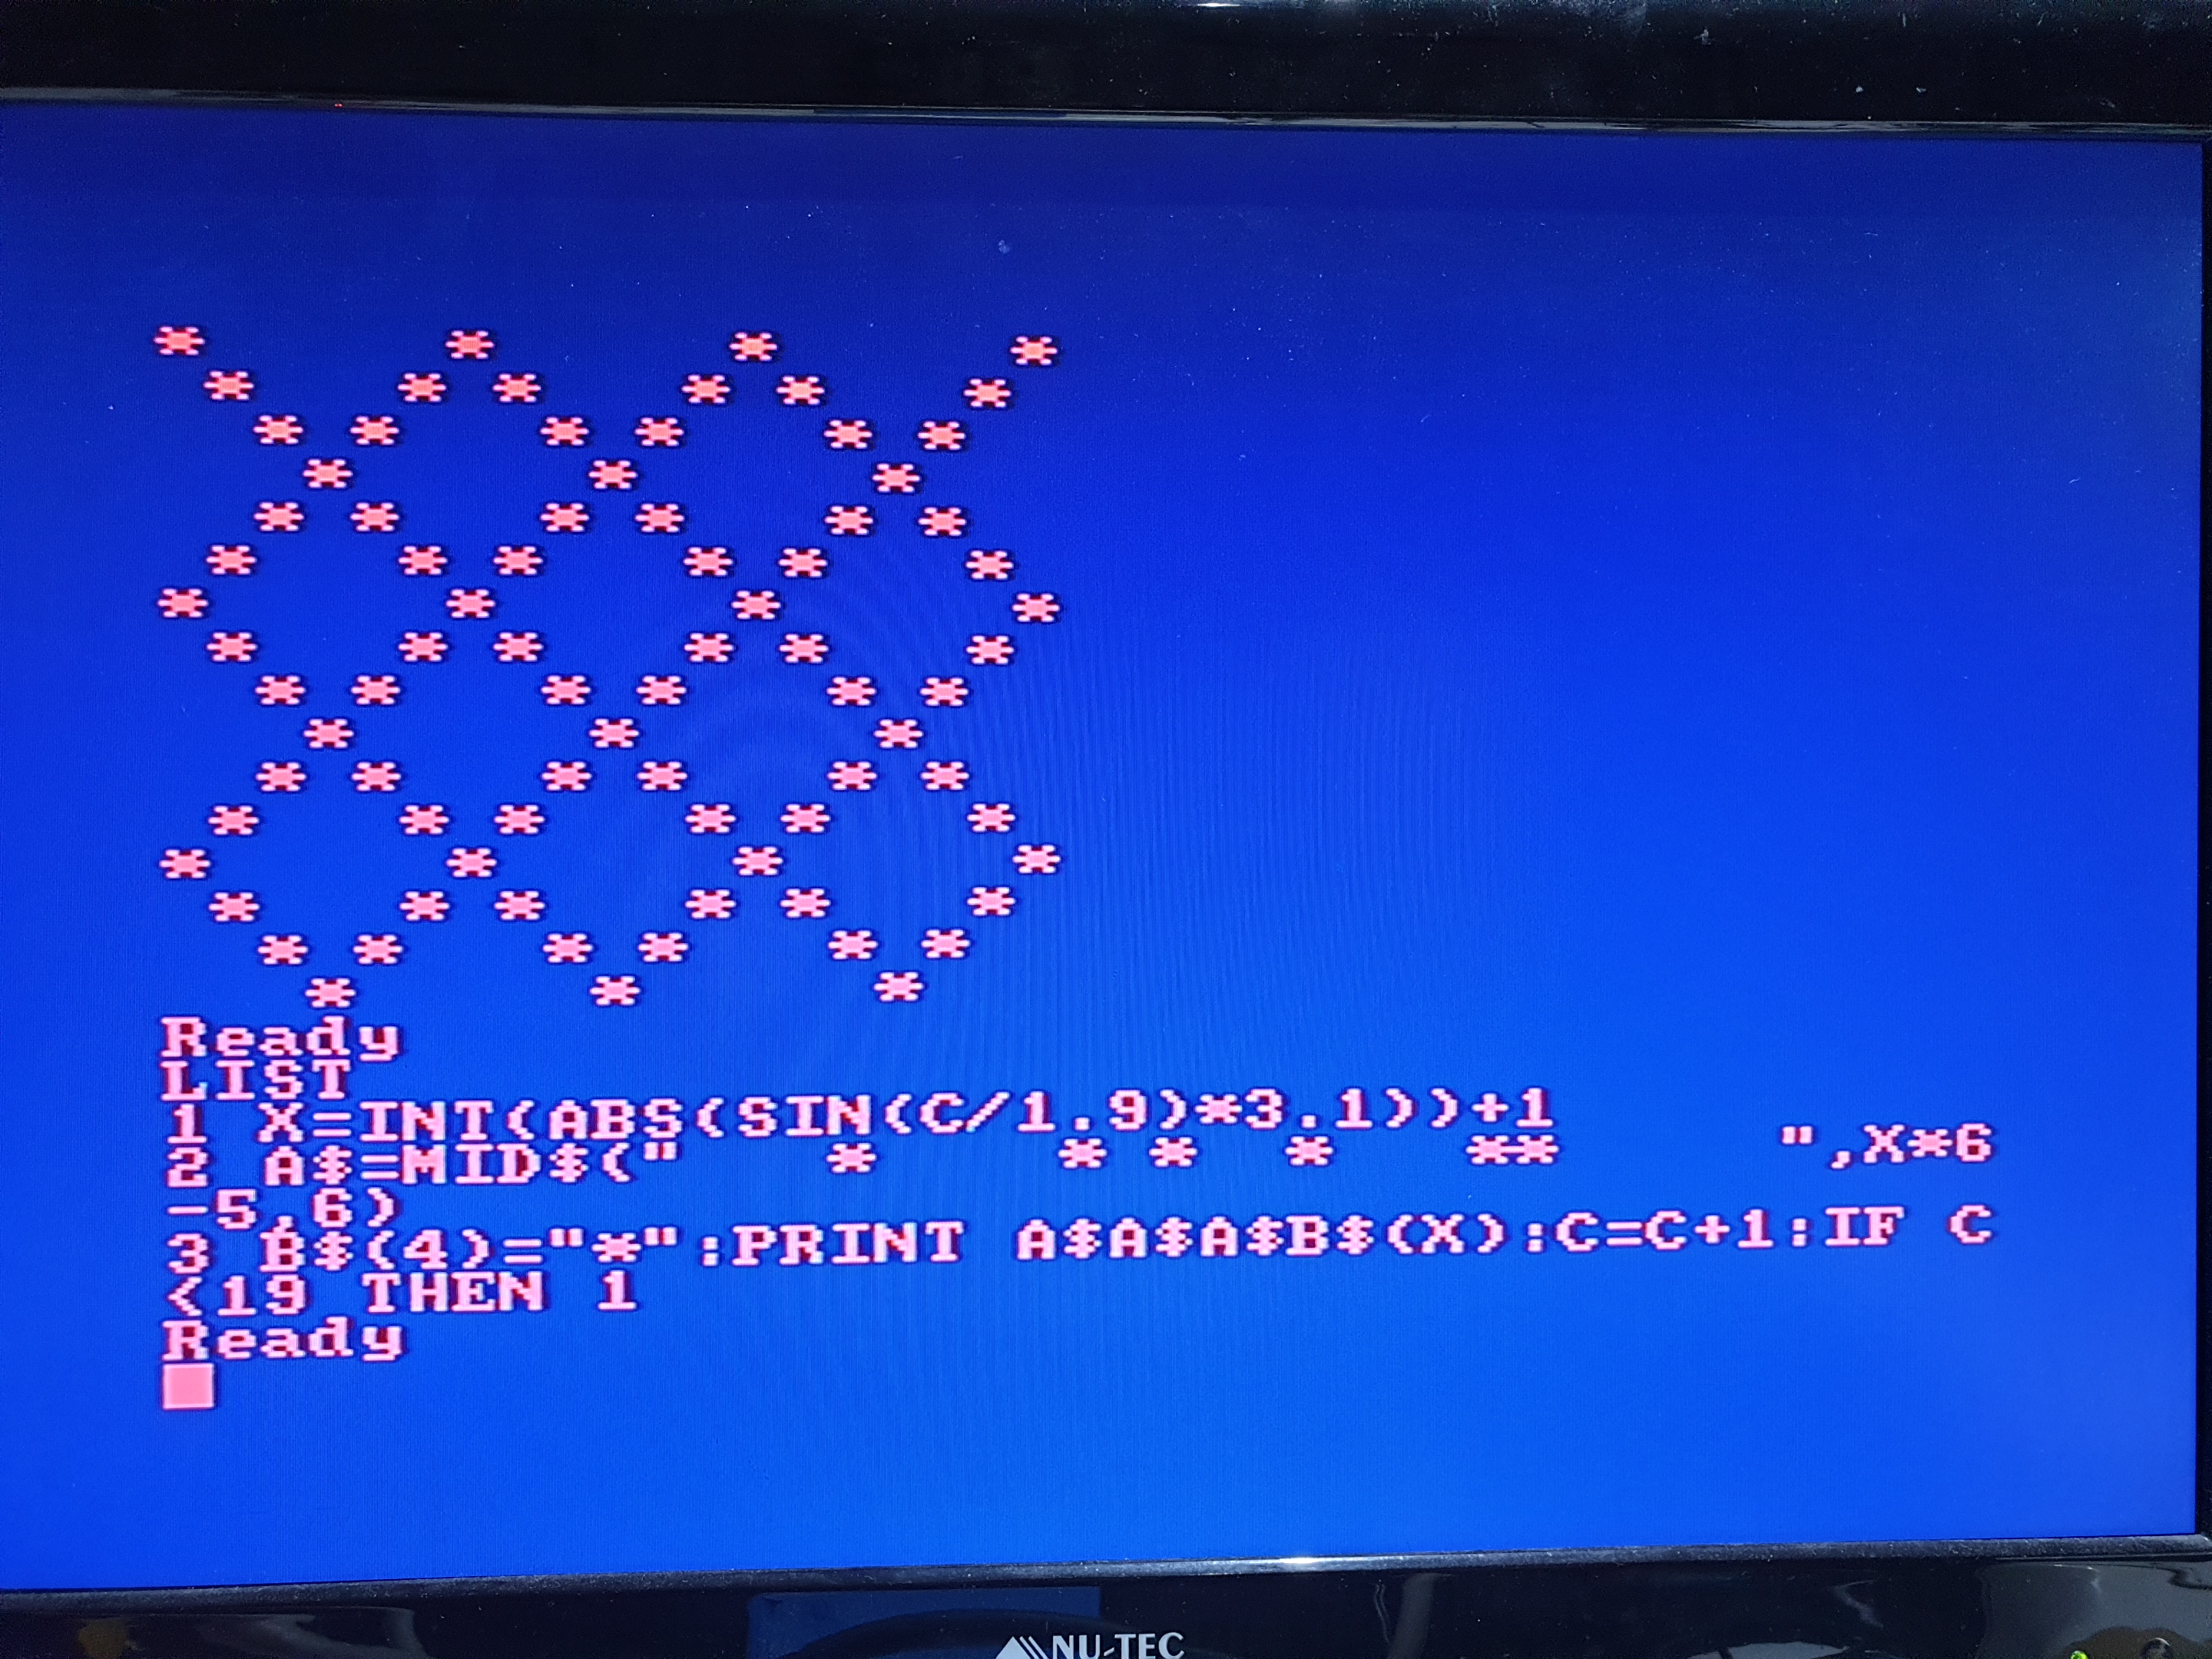 *     *     *     *
 *   * *   * *   *
  * *   * *   * *
   *     *     *
  * *   * *   * *
 *   * *   * *   *
*     *     *     *
 *   * *   * *   *
  * *   * *   * *
   *     *     *
  * *   * *   * *
 *   * *   * *   *
*     *     *     *
 *   * *   * *   *
  * *   * *   * *
   *     *     *
Ready
LIST
1 X=INT(ABS(SIN(C/1.9)*3.1))+1
2 A$=MID$("   *    * *  *   **     ",X*6
-5,6)
3 B$(4)="*":PRINT A$A$A$B$(X):C=C+1:IF C
<19 THEN 1
Ready
NU-TEC